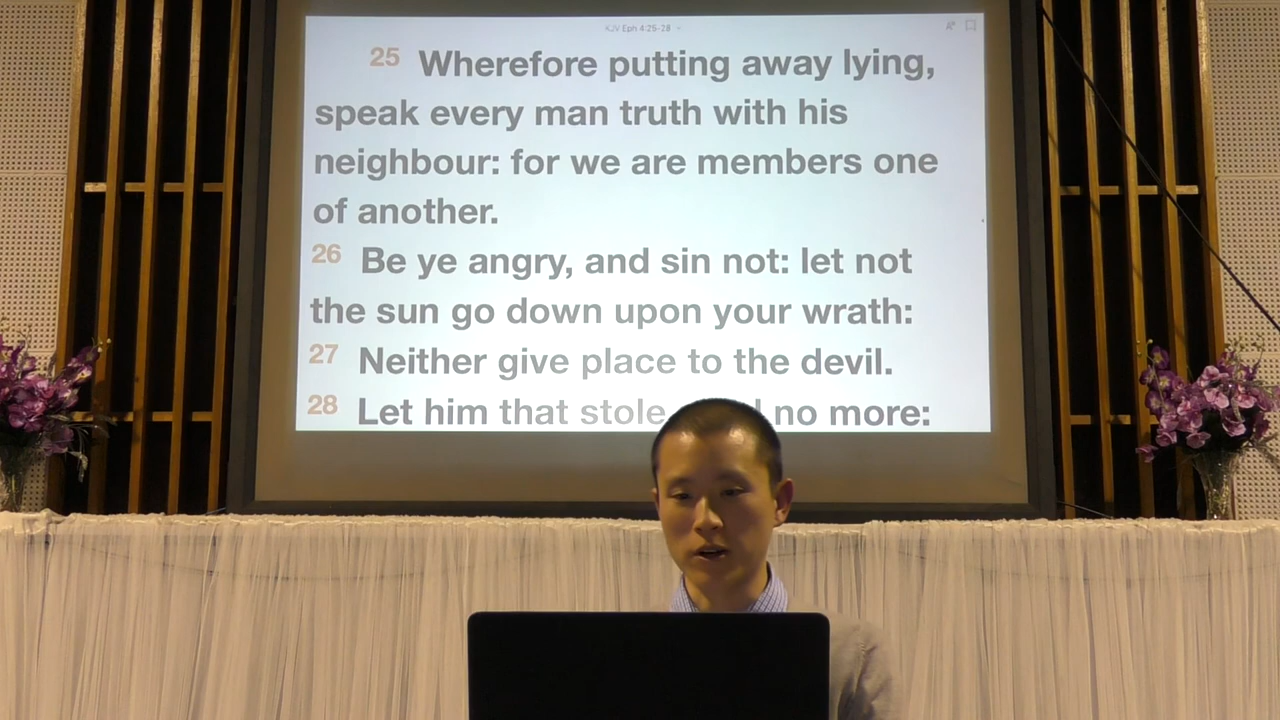 KJV Eph 4:25-28
25 Wherefore putting away lying,
speak every man truth with his
neighbour: for we are members one
of another.
26 Be ye angry, and sin not: let not
the sun go down upon your wrath:
27 Neither give place to the devil.
28 Let him that stole no more: